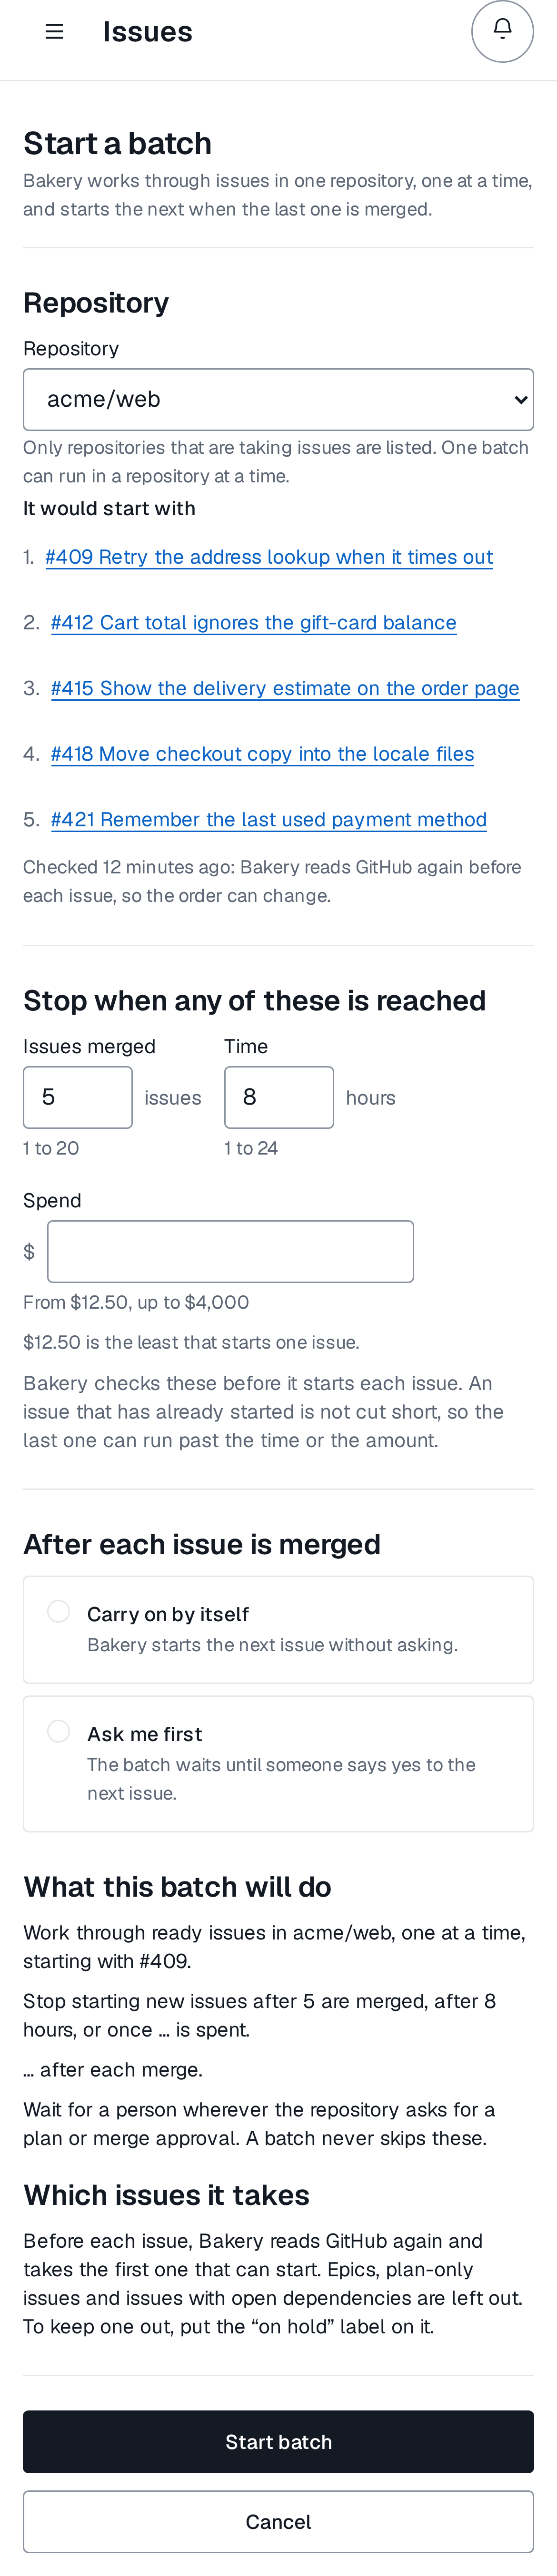 Issues
Start a batch
Bakery works through issues in one repository, one at a time,
and starts the next when the last one is merged.
Repository
Repository
acme/web
Only repositories that are taking issues are listed. One batch
can run in a repository at a time.
It would start with
1. #409 Retry the address lookup when it times out
2. #412 Cart total ignores the gift-card balance
3. #415 Show the delivery estimate on the order page
4. #418 Move checkout copy into the locale files
5. #421 Remember the last used payment method
Checked 12 minutes ago: Bakery reads GitHub again before
each issue, so the order can change.
Stop when any of these is reached
Issues merged Time
5 issues 8 hours
1 to 20 1 to 24
Spend
$
From $12.50, up to $4,000
$12.50 is the least that starts one issue.
Bakery checks these before it starts each issue. An
issue that has already started is not cut short, so the
last one can run past the time or the amount.
After each issue is merged
Carry on by itself
Bakery starts the next issue without asking.
Ask me first
The batch waits until someone says yes to the
next issue.
What this batch will do
Work through ready issues in acme/web, one at a time,
starting with #409.
Stop starting new issues after 5 are merged, after 8
hours, or once … is spent.
… after each merge.
Wait for a person wherever the repository asks for a
plan or merge approval. A batch never skips these.
Which issues it takes
Before each issue, Bakery reads GitHub again and
takes the first one that can start. Epics, plan-only
issues and issues with open dependencies are left out.
To keep one out, put the “on hold” label on it.
Start batch
Cancel